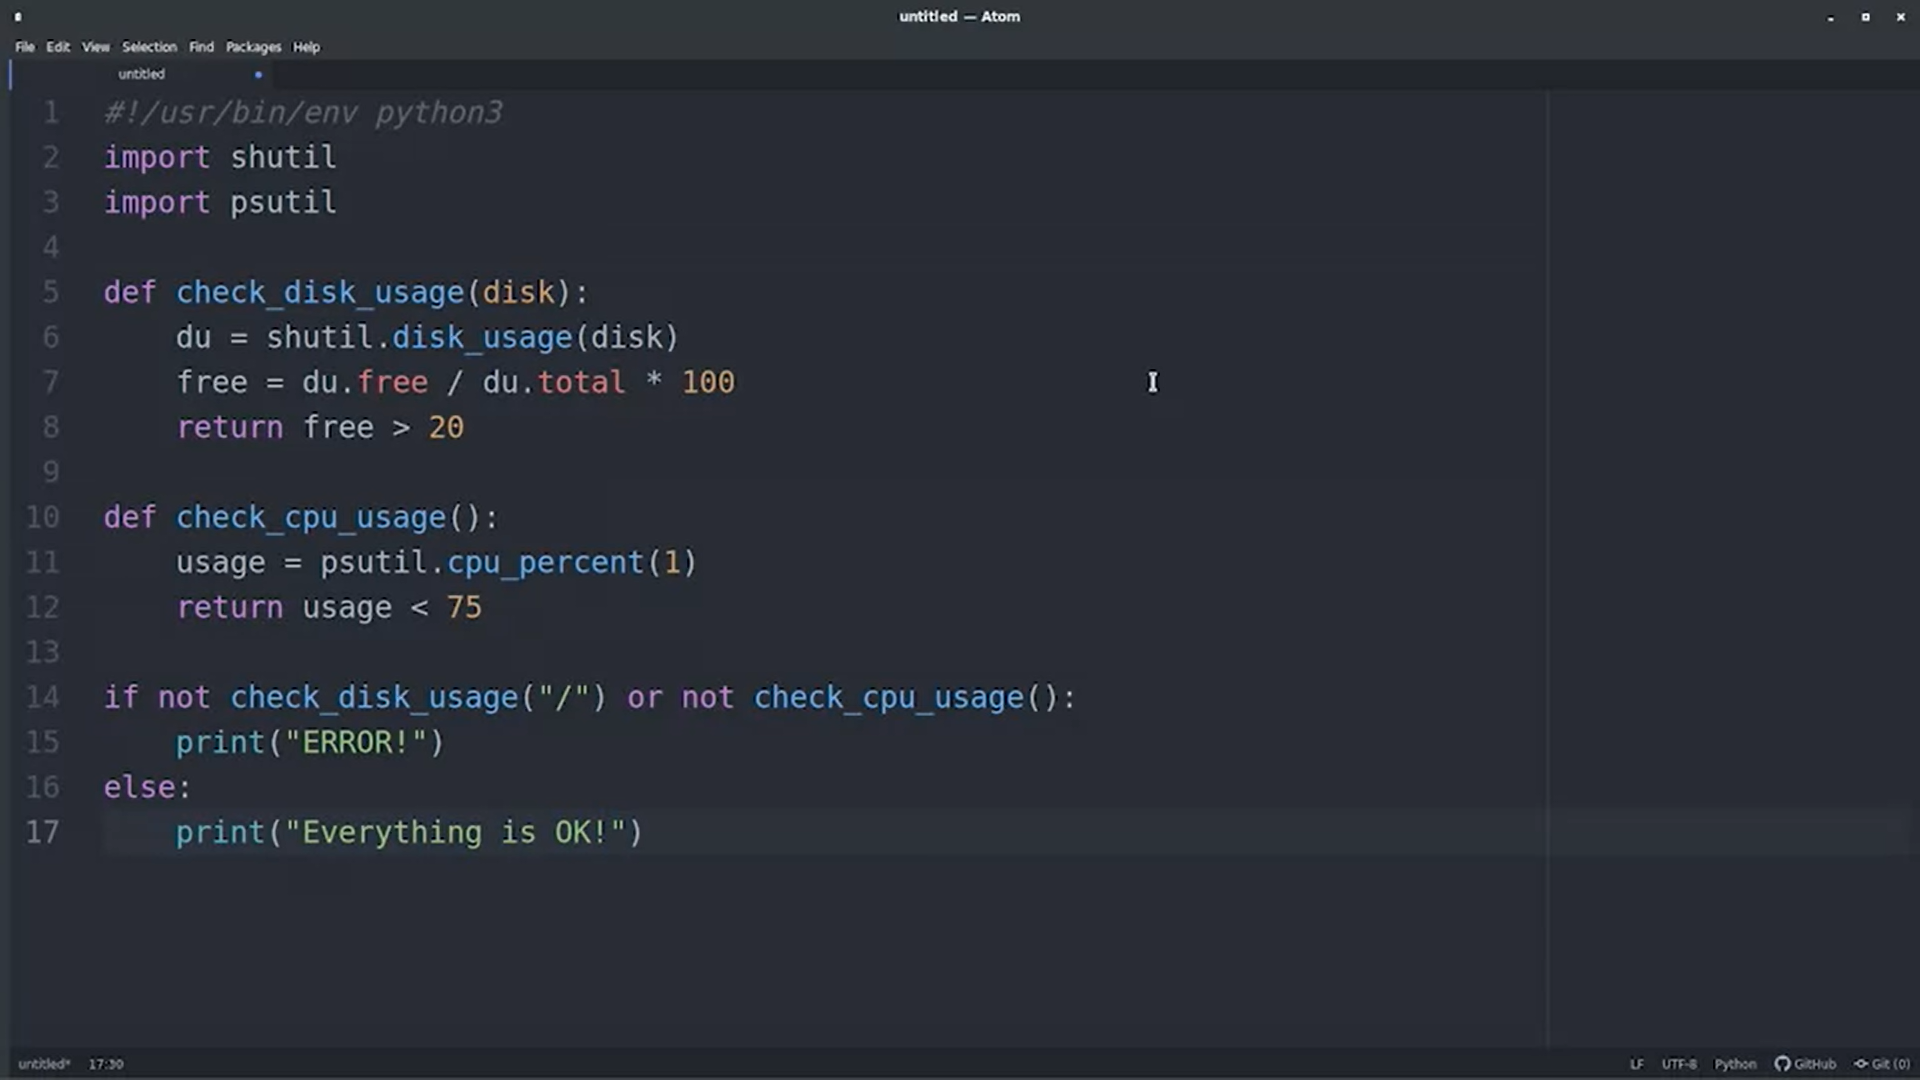 untitled — Atom
File Edit View Selection Find Packages Help
untitled
1 #!/usr/bin/env python3
2 import shutil
3 import psutil
4
5 def check_disk_usage(disk):
6     du = shutil.disk_usage(disk)
7     free = du.free / du.total * 100
8     return free > 20
9
10 def check_cpu_usage():
11     usage = psutil.cpu_percent(1)
12     return usage < 75
13
14 if not check_disk_usage("/") or not check_cpu_usage():
15     print("ERROR!")
16 else:
17     print("Everything is OK!")
untitled* 17:30 LF UTF-8 Python GitHub Git (0)